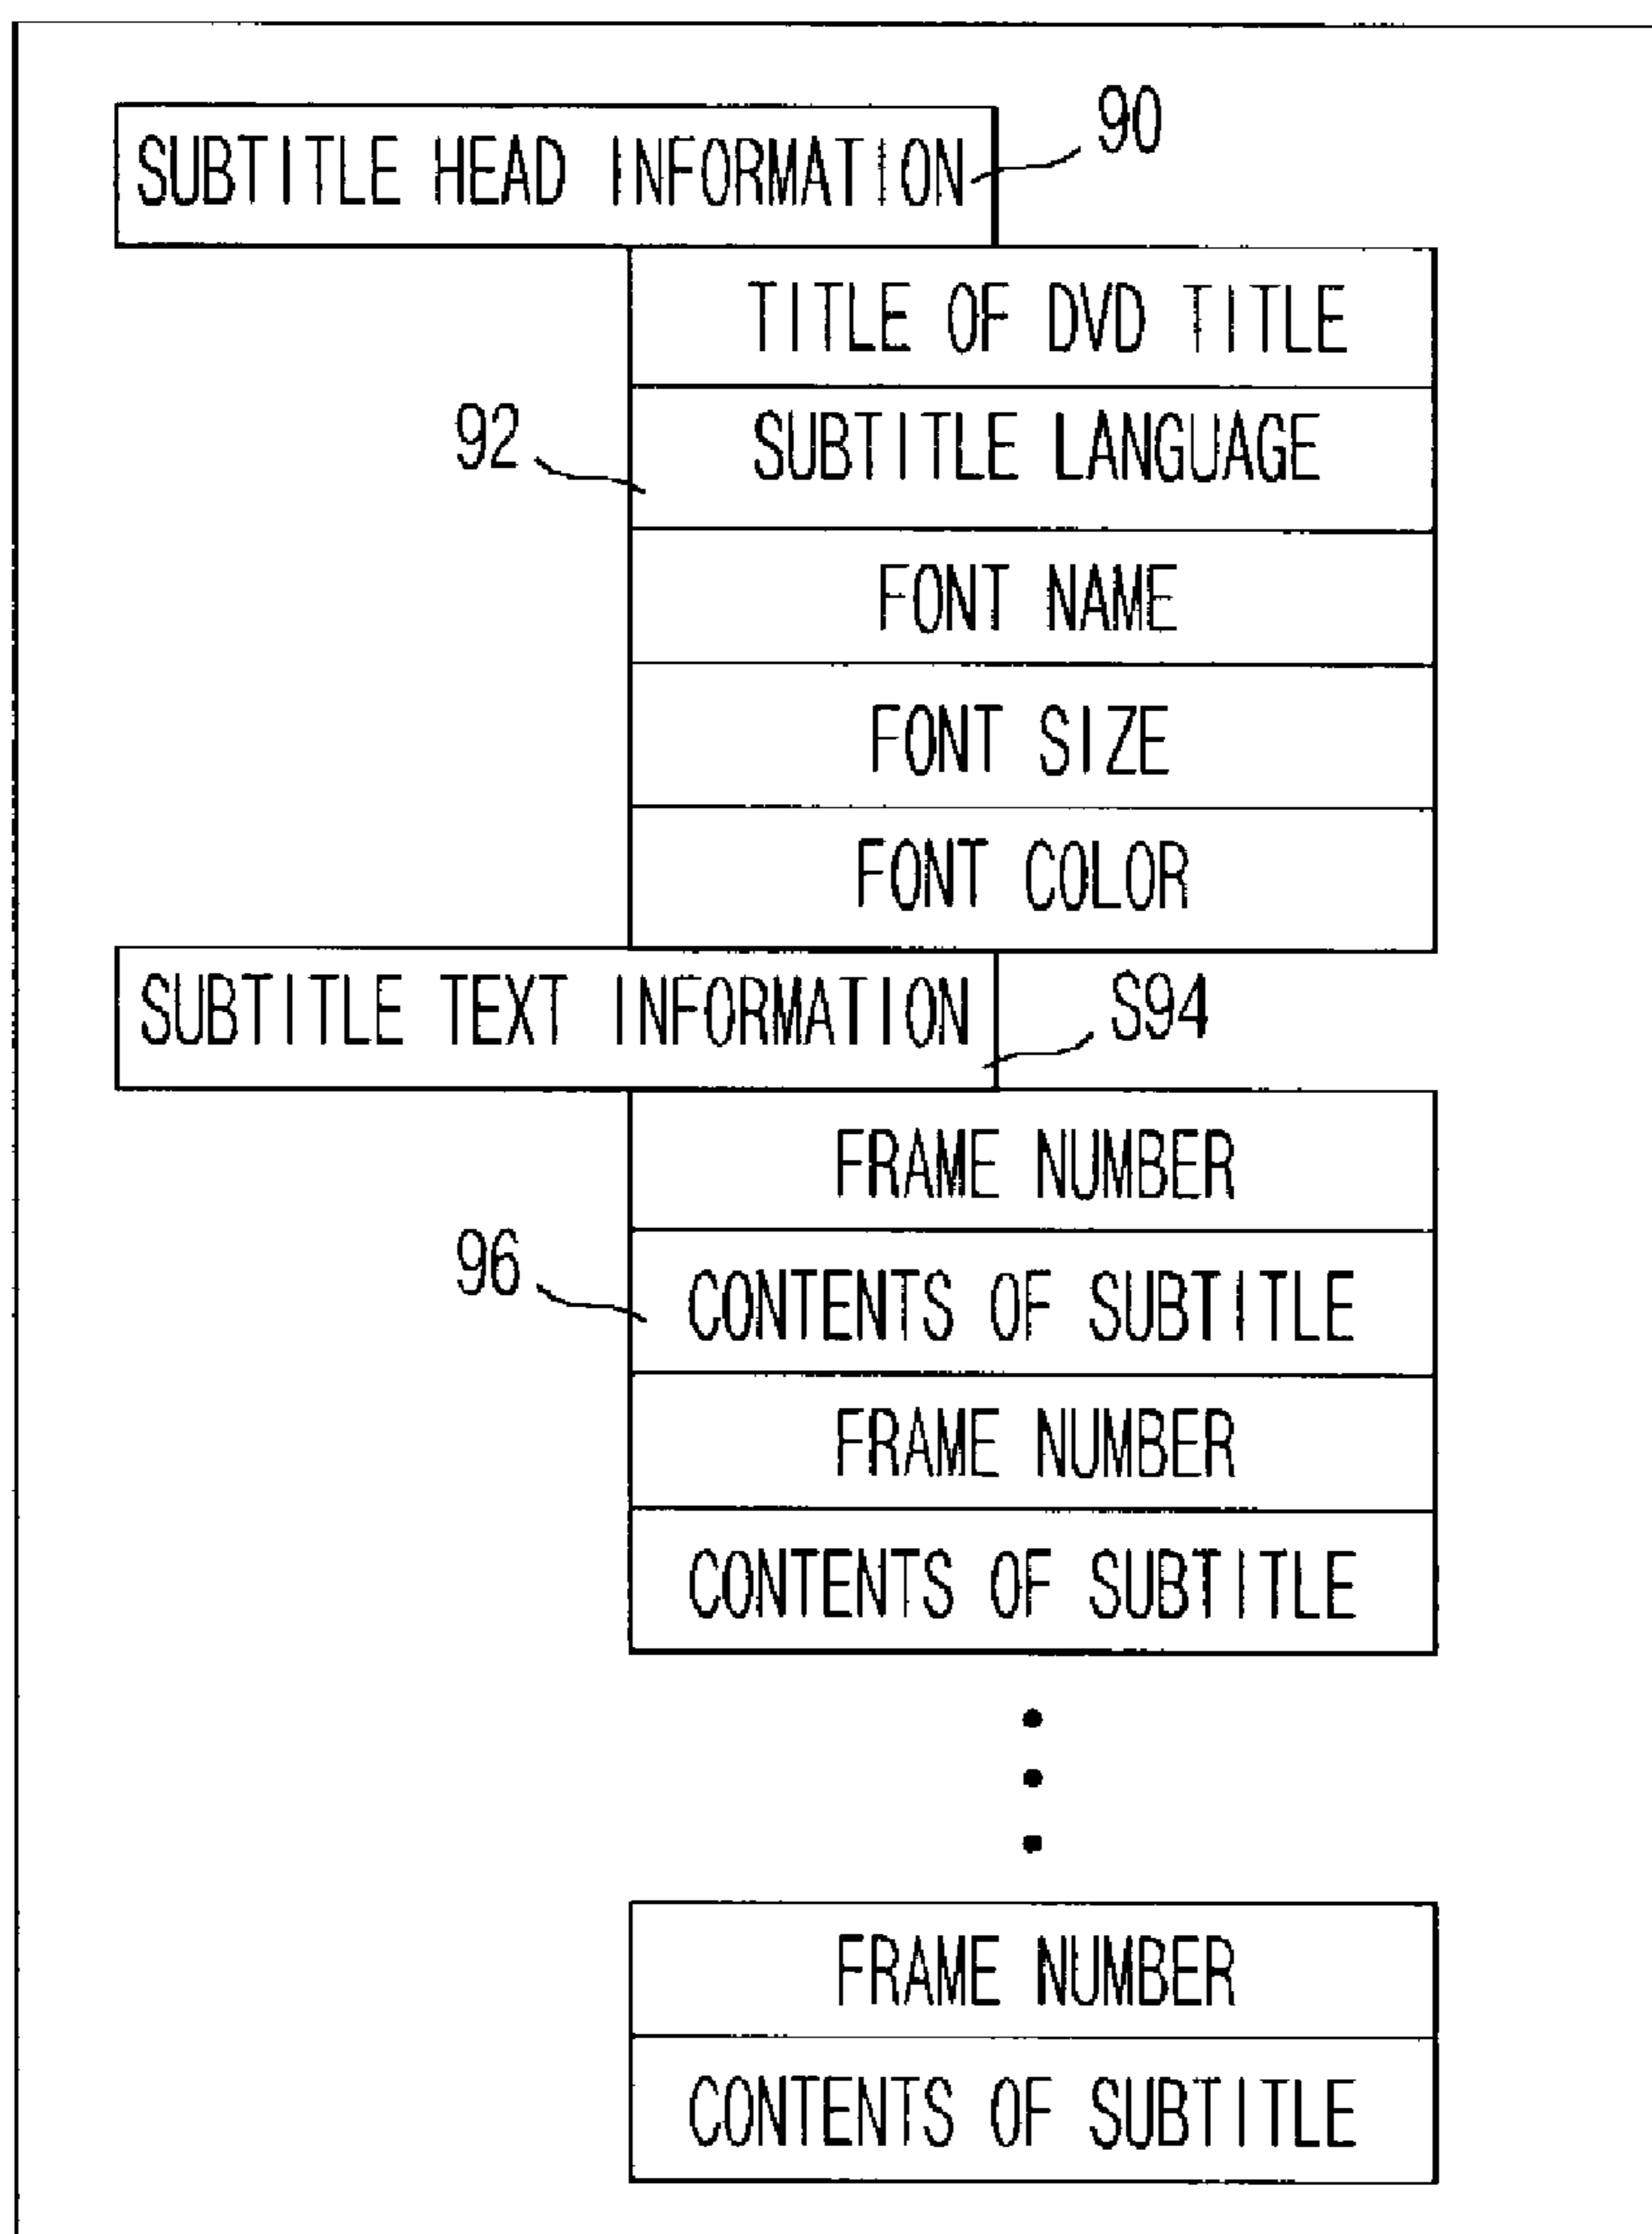 90
SUBTITLE HEAD INFORMATION
TITLE OF DVD TITLE
92
SUBTITLE LANGUAGE
FONT NAME
FONT SIZE
FONT COLOR
SUBTITLE TEXT INFORMATION
S94
FRAME NUMBER
96
CONTENTS OF SUBTITLE
FRAME NUMBER
CONTENTS OF SUBTITLE
FRAME NUMBER
CONTENTS OF SUBTITLE